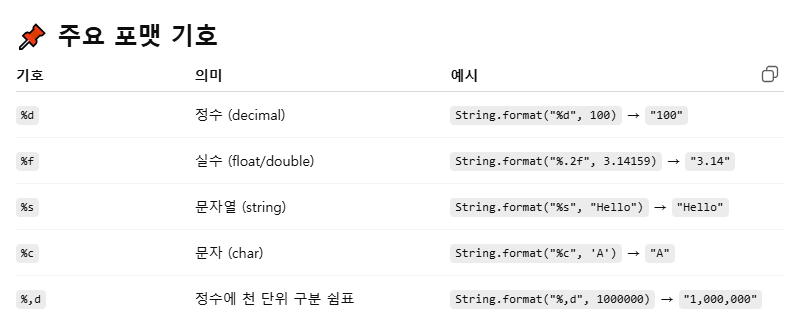 📌 주요 포맷 기호
기호 의미 예시
%d 정수 (decimal) String.format("%d", 100) → "100"
%f 실수 (float/double) String.format("%.2f", 3.14159) → "3.14"
%s 문자열 (string) String.format("%s", "Hello") → "Hello"
%c 문자 (char) String.format("%c", 'A') → "A"
%,d 정수에 천 단위 구분 쉼표 String.format("%,d", 1000000) → "1,000,000"